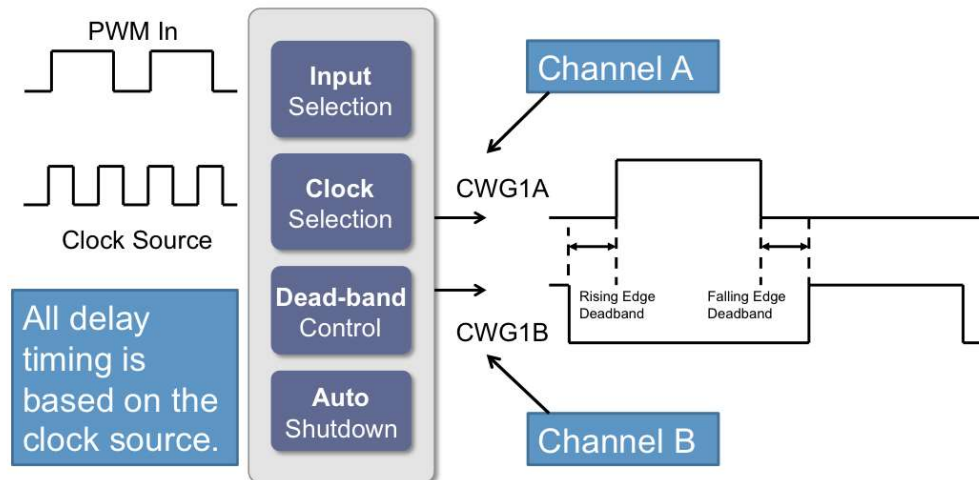 PWM In
Clock Source
All delay
timing is
based on the
clock source.
Input
Selection
Clock
Selection
Dead-band
Control
Auto
Shutdown
Channel A
CWG1A
Rising Edge
Deadband
Falling Edge
Deadband
CWG1B
Channel B